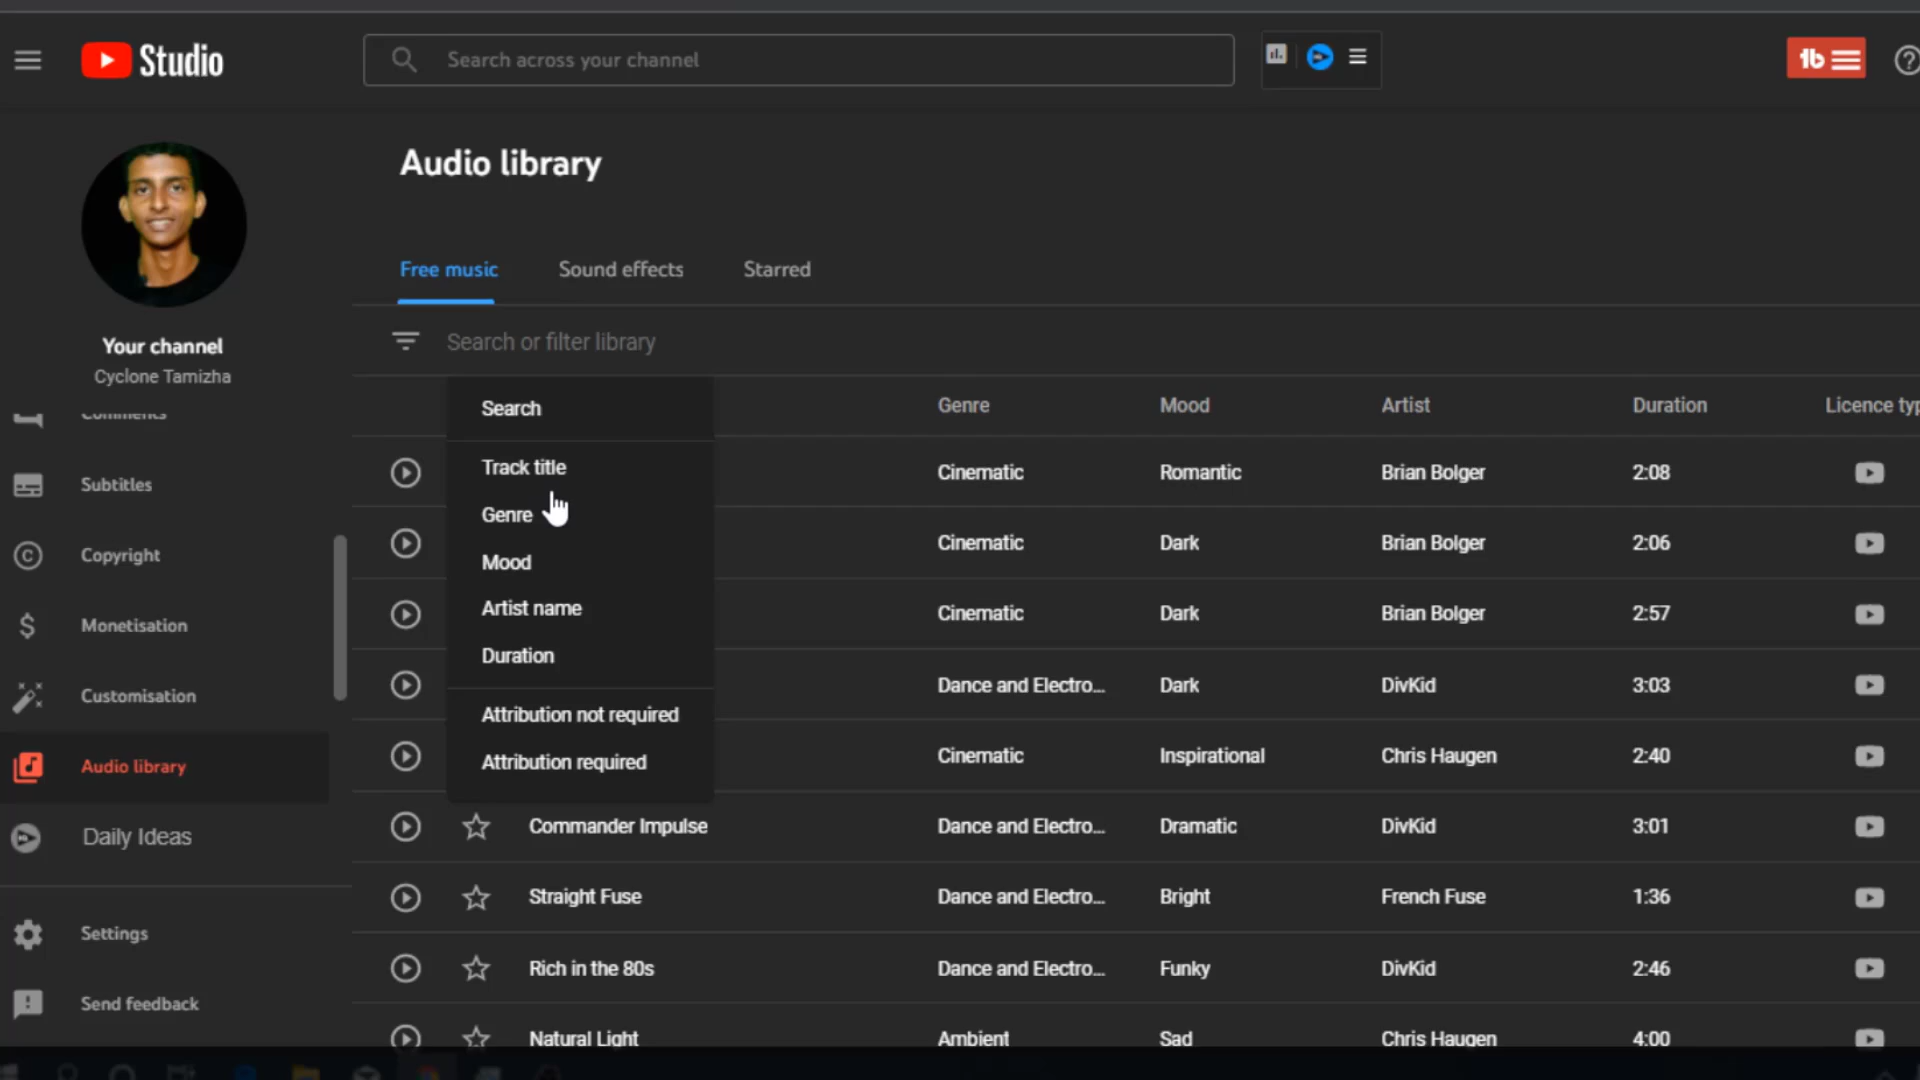 Studio
Search across your channel
Audio library
Your channel
Cyclone Tamizha
Free music
Sound effects
Starred
Search or filter library
Comments
Subtitles
Copyright
Monetisation
Customisation
Audio library
Daily Ideas
Settings
Send feedback
Search
Track title
Genre
Mood
Artist name
Duration
Attribution not required
Attribution required
Genre Mood Artist Duration Licence typ
Cinematic Romantic Brian Bolger 2:08
Cinematic Dark Brian Bolger 2:06
Cinematic Dark Brian Bolger 2:57
Dance and Electro... Dark DivKid 3:03
Cinematic Inspirational Chris Haugen 2:40
Commander Impulse Dance and Electro... Dramatic DivKid 3:01
Straight Fuse Dance and Electro... Bright French Fuse 1:36
Rich in the 80s Dance and Electro... Funky DivKid 2:46
Natural Light Ambient Sad Chris Haugen 4:00